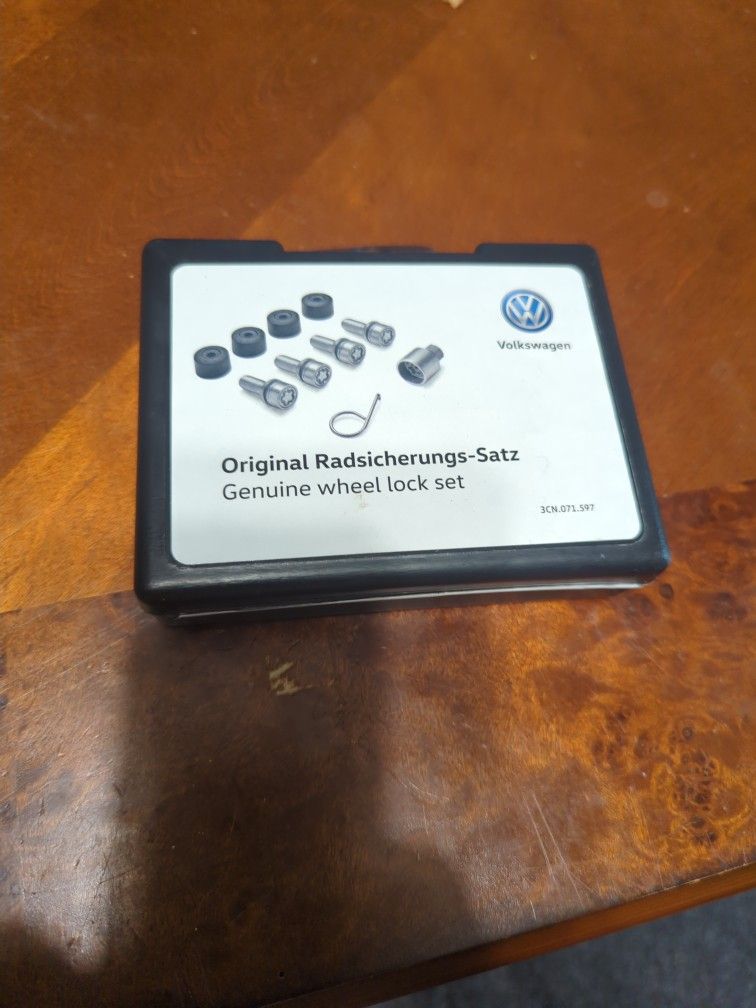 Volkswagen
Original Radsicherungs-Satz
Genuine wheel lock set
3CN.071.597